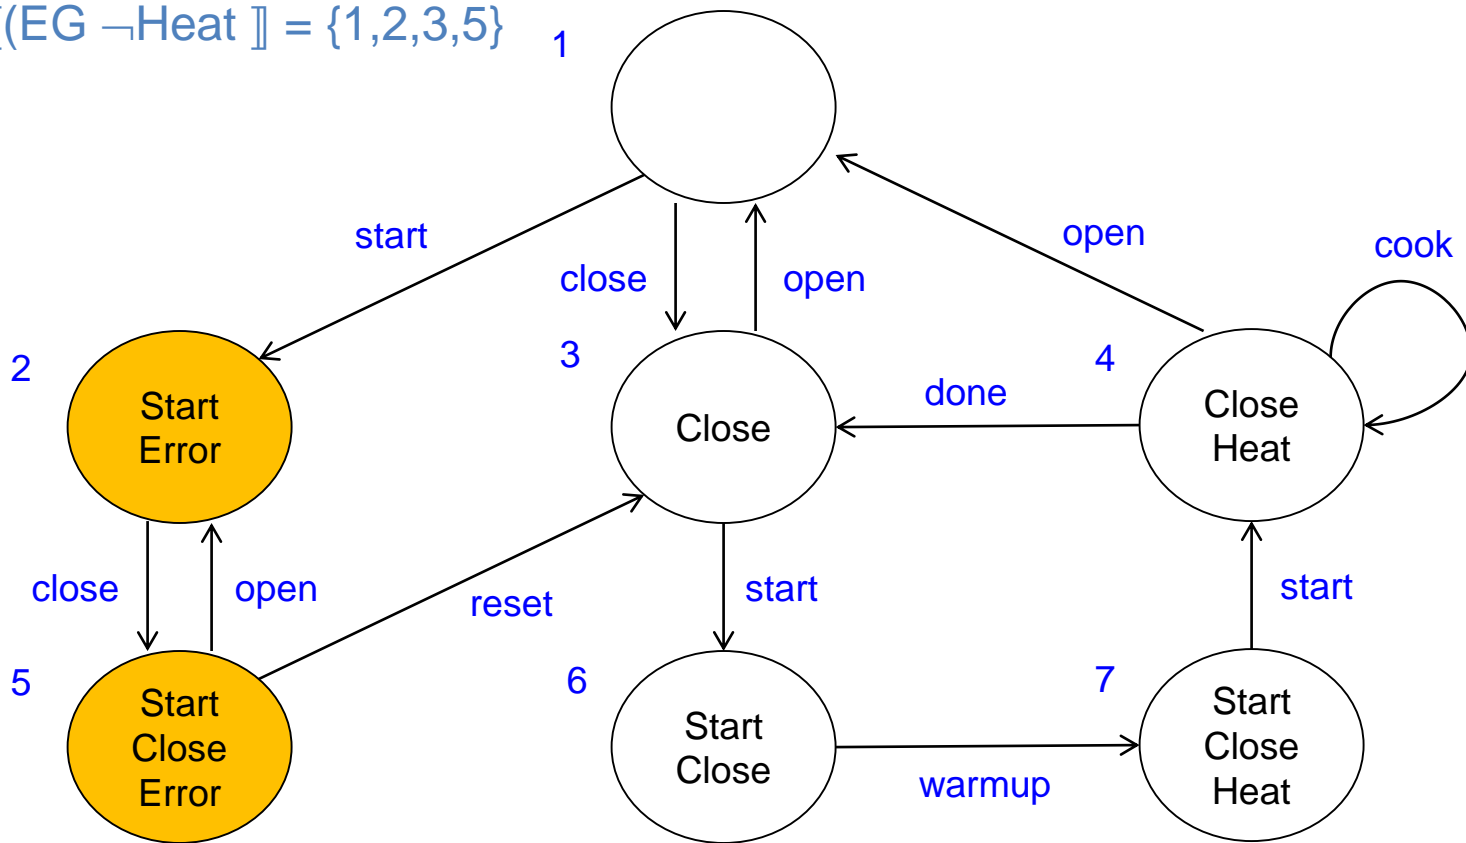 (EG ¬Heat ⟧ = {1,2,3,5}
1
start
close
open
open
cook
2
Start
Error
3
Close
done
4
Close
Heat
close
open
reset
start
start
5
Start
Close
Error
6
Start
Close
warmup
7
Start
Close
Heat